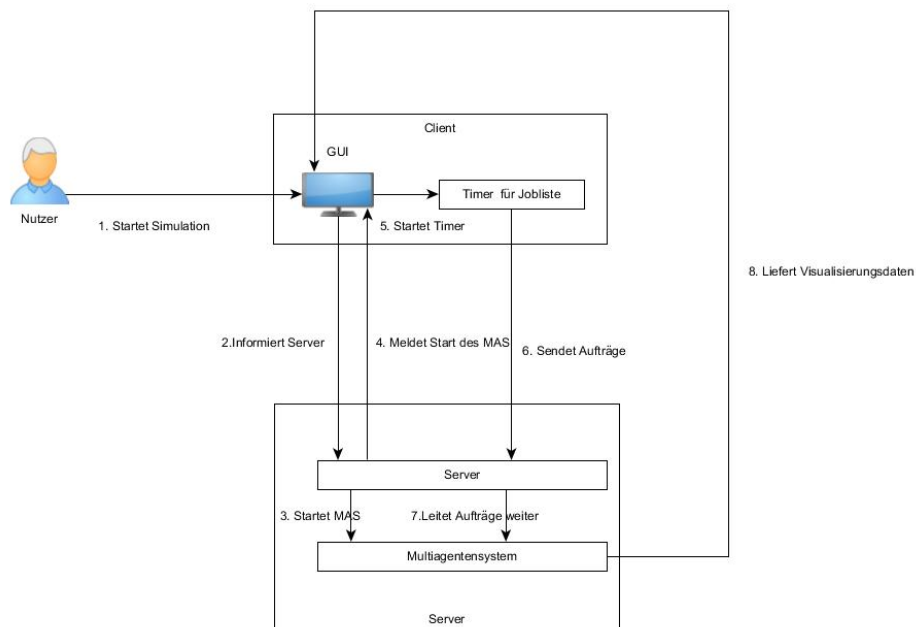 Client
GUI
Timer für Jobliste
Nutzer
1. Startet Simulation
5. Startet Timer
8. Liefert Visualisierungsdaten
2.Informiert Server
4. Meldet Start des MAS
6. Sendet Aufträge
Server
3. Startet MAS
7.Leitet Aufträge weiter
Multiagentensystem
Server